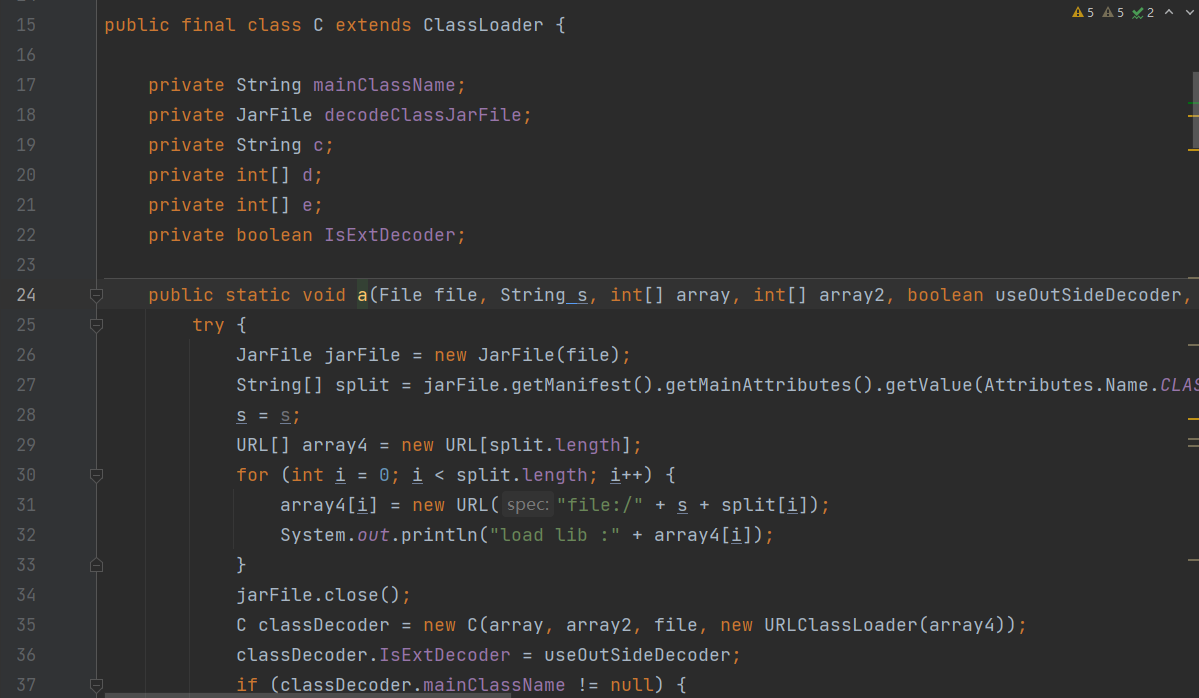 5 5 2
15 public final class C extends ClassLoader {
16
17 private String mainClassName;
18 private JarFile decodeClassJarFile;
19 private String c;
20 private int[] d;
21 private int[] e;
22 private boolean IsExtDecoder;
23
24 public static void a(File file, String s, int[] array, int[] array2, boolean useOutSideDecoder,
25 try {
26 JarFile jarFile = new JarFile(file);
27 String[] split = jarFile.getManifest().getMainAttributes().getValue(Attributes.Name.CLAS
28 s = s;
29 URL[] array4 = new URL[split.length];
30 for (int i = 0; i < split.length; i++) {
31 array4[i] = new URL( spec: "file:/" + s + split[i]);
32 System.out.println("load lib :" + array4[i]);
33 }
34 jarFile.close();
35 C classDecoder = new C(array, array2, file, new URLClassLoader(array4));
36 classDecoder.IsExtDecoder = useOutSideDecoder;
37 if (classDecoder.mainClassName != null) {